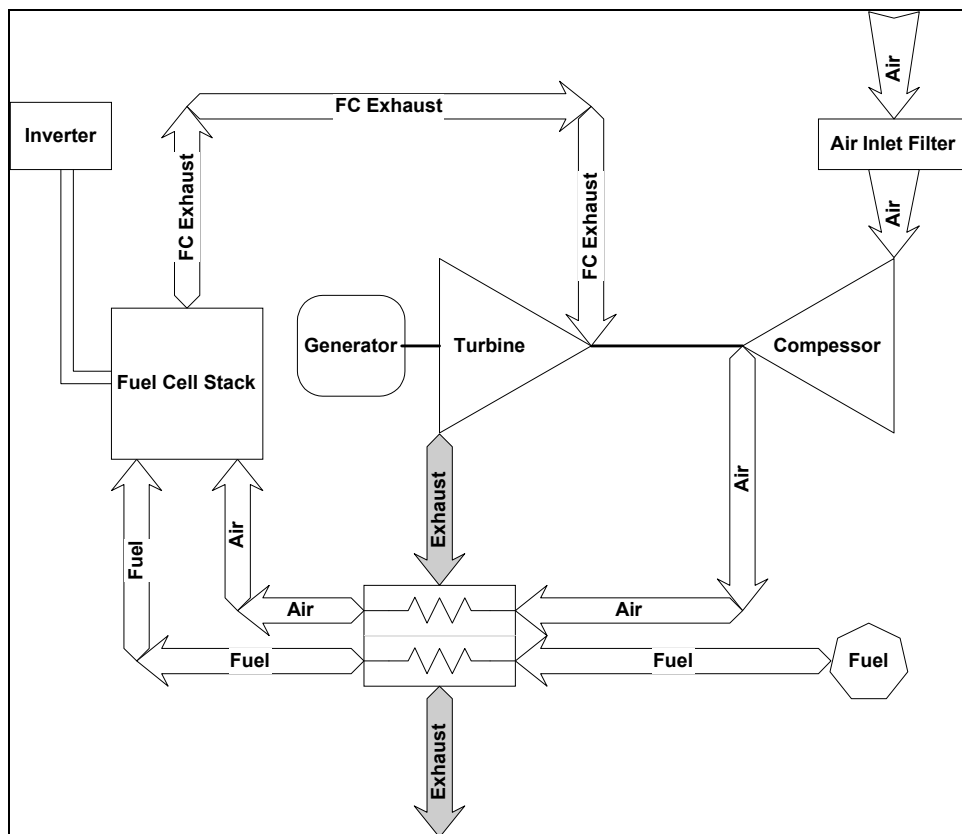 Air
FC Exhaust
Inverter
Air Inlet Filter
FC Exhaust
FC Exhaust
Air
Generator
Turbine
Compessor
Fuel Cell Stack
Air
Exhaust
Air
Fuel
Air
Air
Fuel
Fuel
Fuel
Exhaust